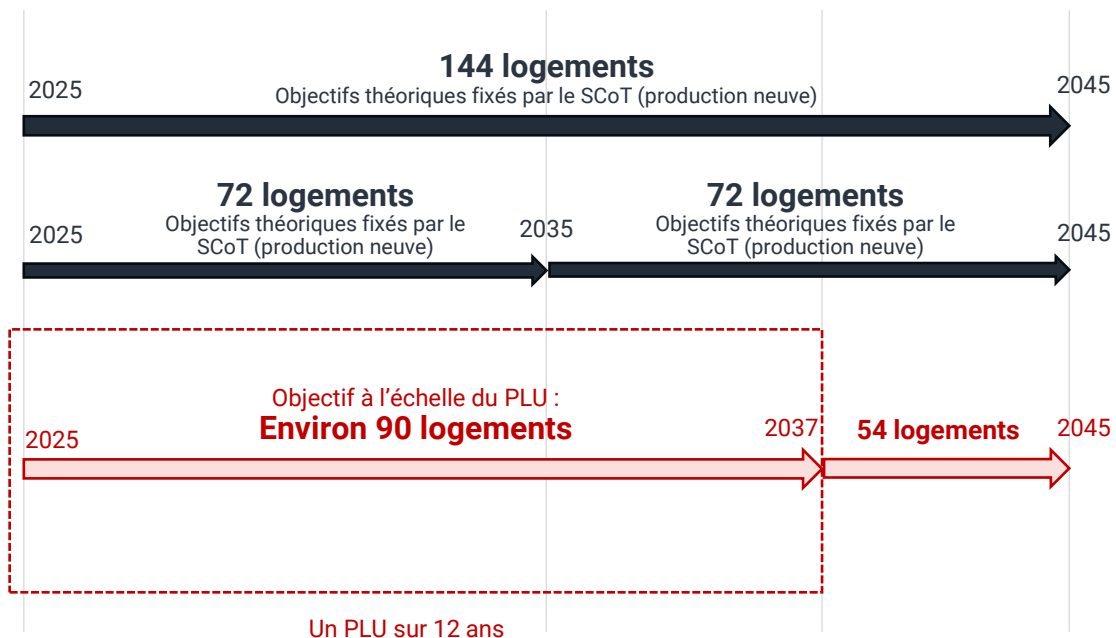 144 logements
2025
Objectifs théoriques fixés par le SCoT (production neuve)
2045
72 logements
72 logements
2025
Objectifs théoriques fixés par le
SCoT (production neuve)
2035
Objectifs théoriques fixés par le
SCoT (production neuve)
2045
Objectif à l’échelle du PLU :
2025
Environ 90 logements
2037
54 logements
2045
Un PLU sur 12 ans